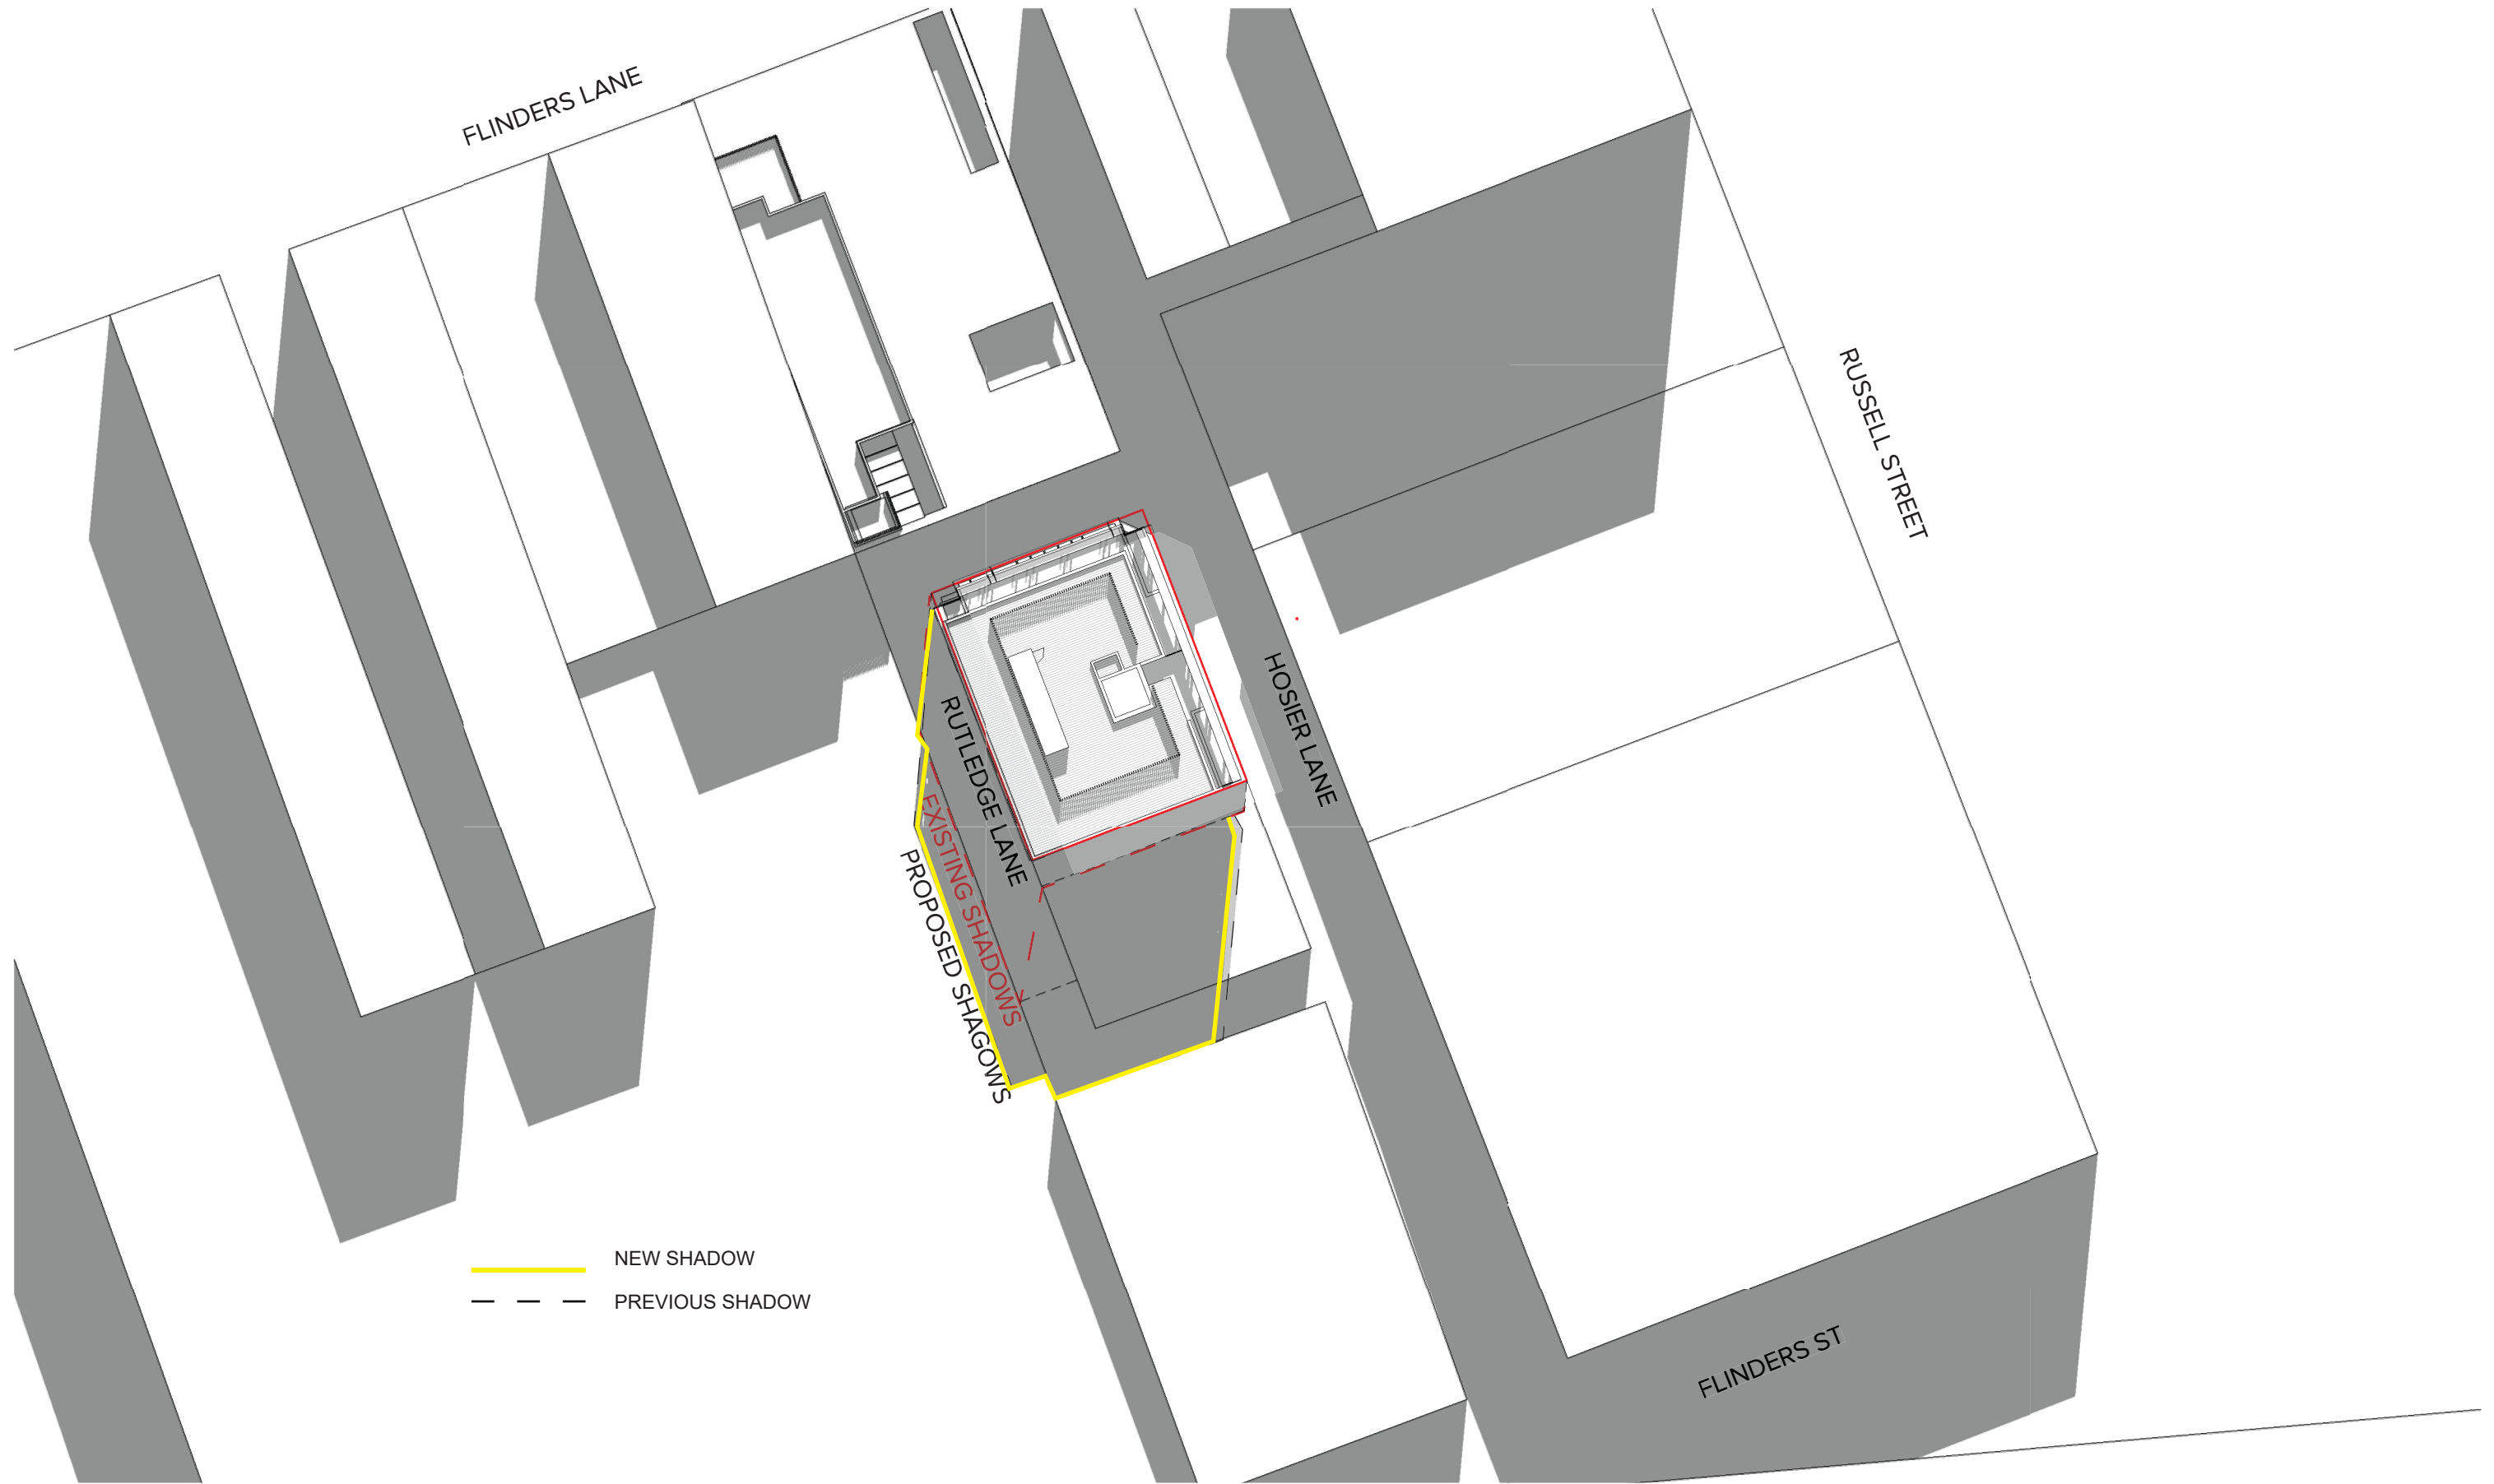 FLINDERS LANE
RUSSELL STREET
HOSIER LANE
RUTLEDGE LANE
EXISTING SHADOWS
PROPOSED SHAGOWS
NEW SHADOW
PREVIOUS SHADOW
FLINDERS ST